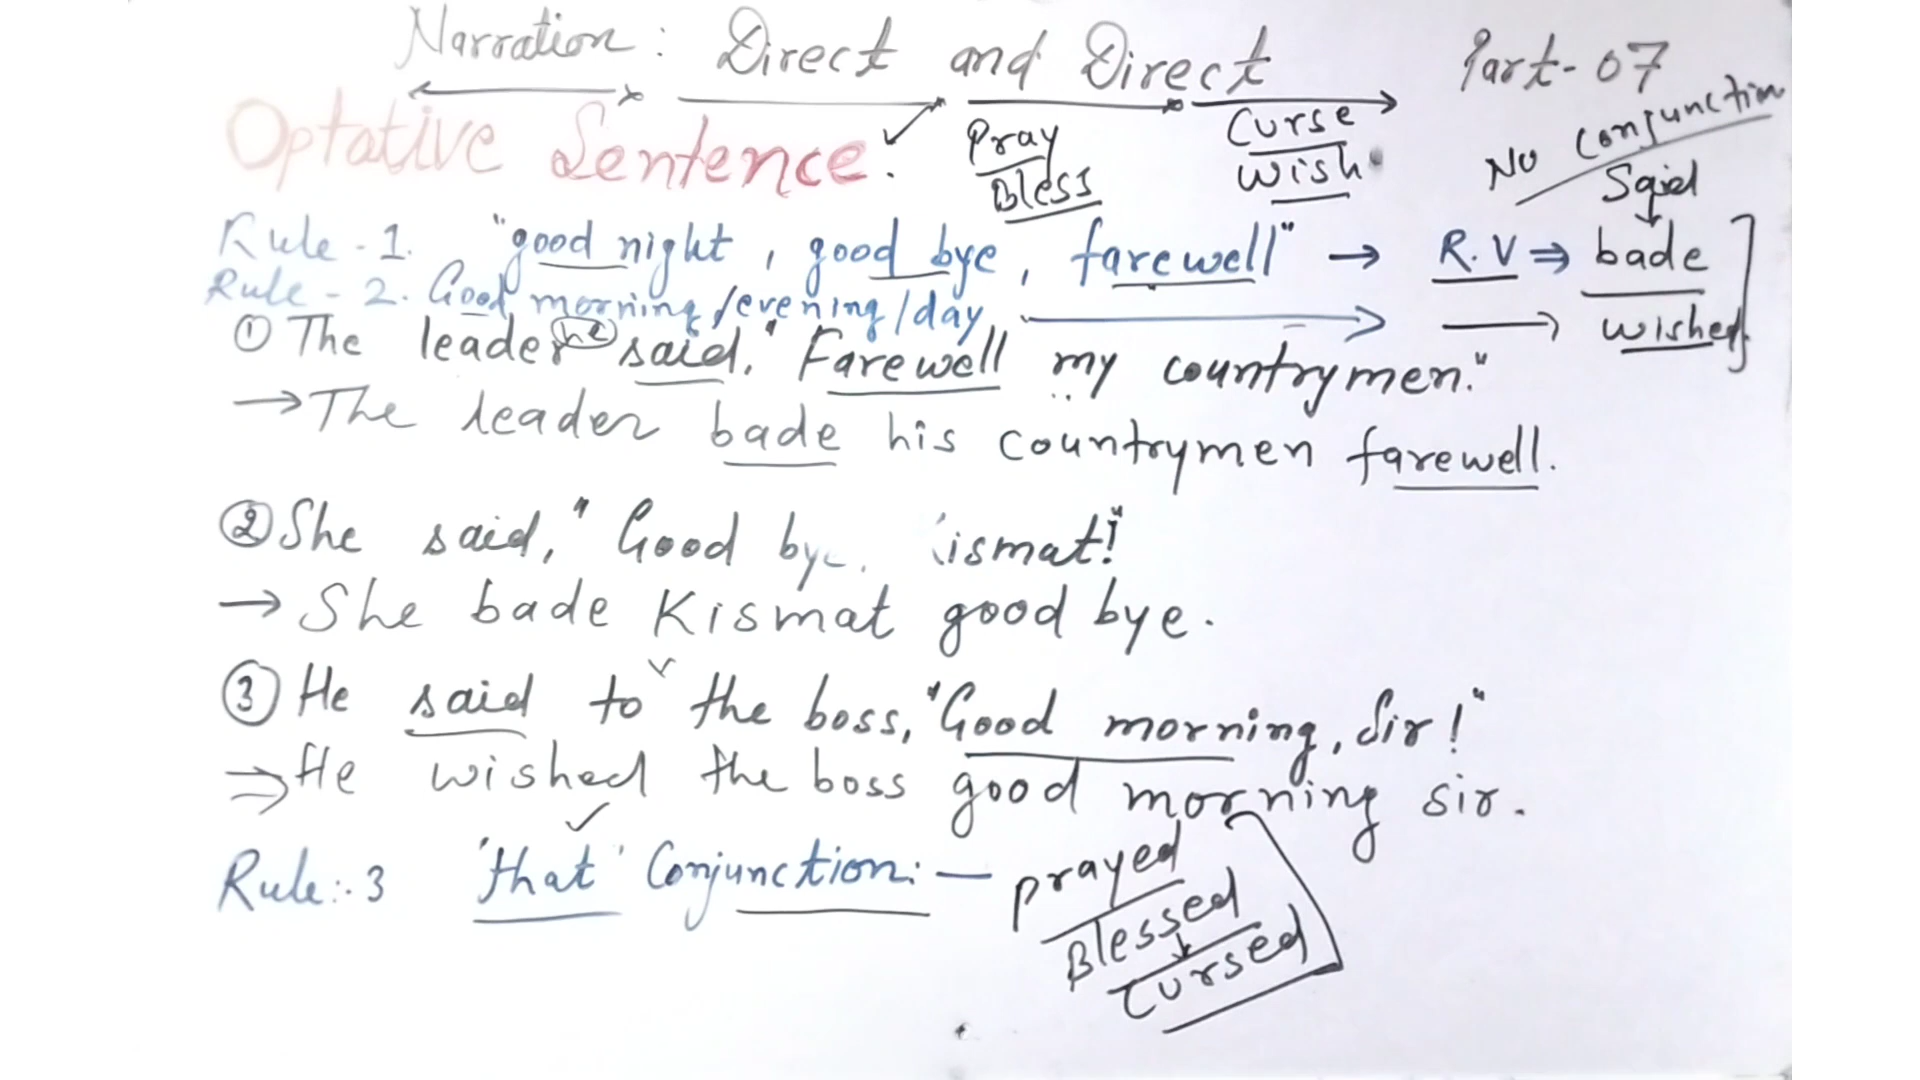 Narration: Direct and Direct Part-07
Optative Sentence.
Pray
Bless
Curse
Wish
No Conjunction
Said
Rule-1. "good night, good bye, farewell" → R.V ⇒ bade
Rule-2. Good morning/evening/day → wished
① The leader said, "Farewell my countrymen."
he
→ The leader bade his countrymen farewell.
② She said, "Good bye. ismat!"
→ She bade Kismat good bye.
③ He said to the boss, "Good morning, Sir!"
⇒ He wished the boss good morning sir.
Rule:.3 'that' Conjunction:— prayed
Blessed
Cursed